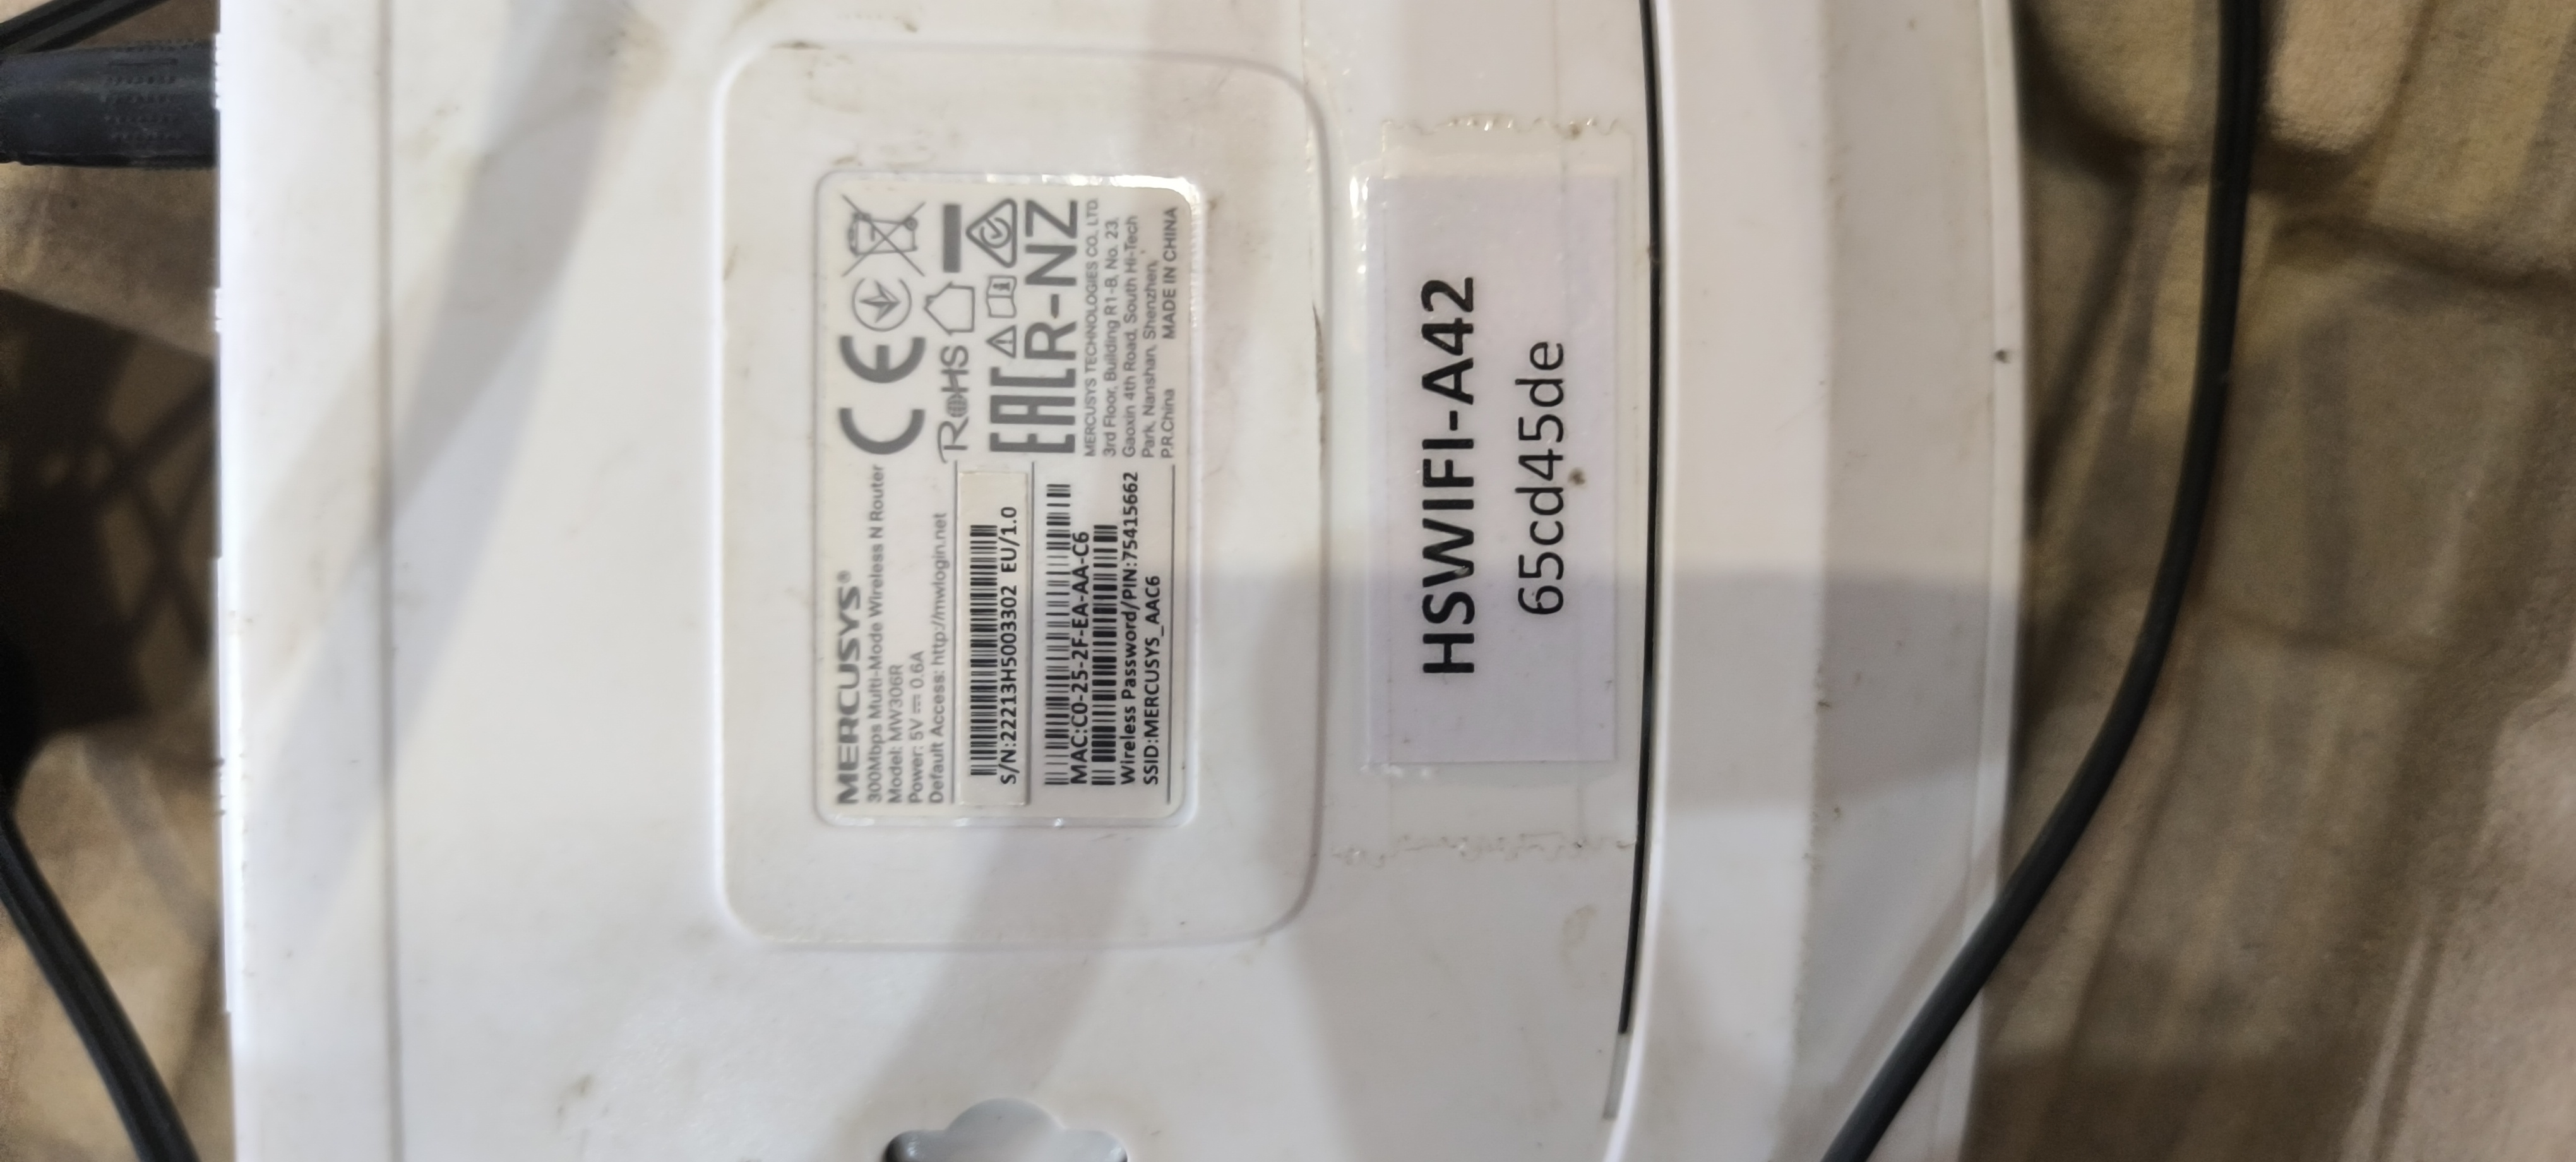 MERCUSYS®
300Mbps Multi-Mode Wireless N Router
Model: MW306R
Power: 5V ⎓ 0.6A
Default Access: http://mwlogin.net
S/N:22213H5003302 EU/1.0
MAC:C0-25-2F-EA-AA-C6
Wireless Password/PIN:75415662
SSID:MERCUSYS_AAC6
CE
RoHS
EAC R-NZ
MERCUSYS TECHNOLOGIES CO., LTD.
3rd Floor, Building R1-B, No. 23,
Gaoxin 4th Road, South Hi-Tech
Park, Nanshan, Shenzhen,
P.R.China MADE IN CHINA
HSWIFI-A42
65cd45de